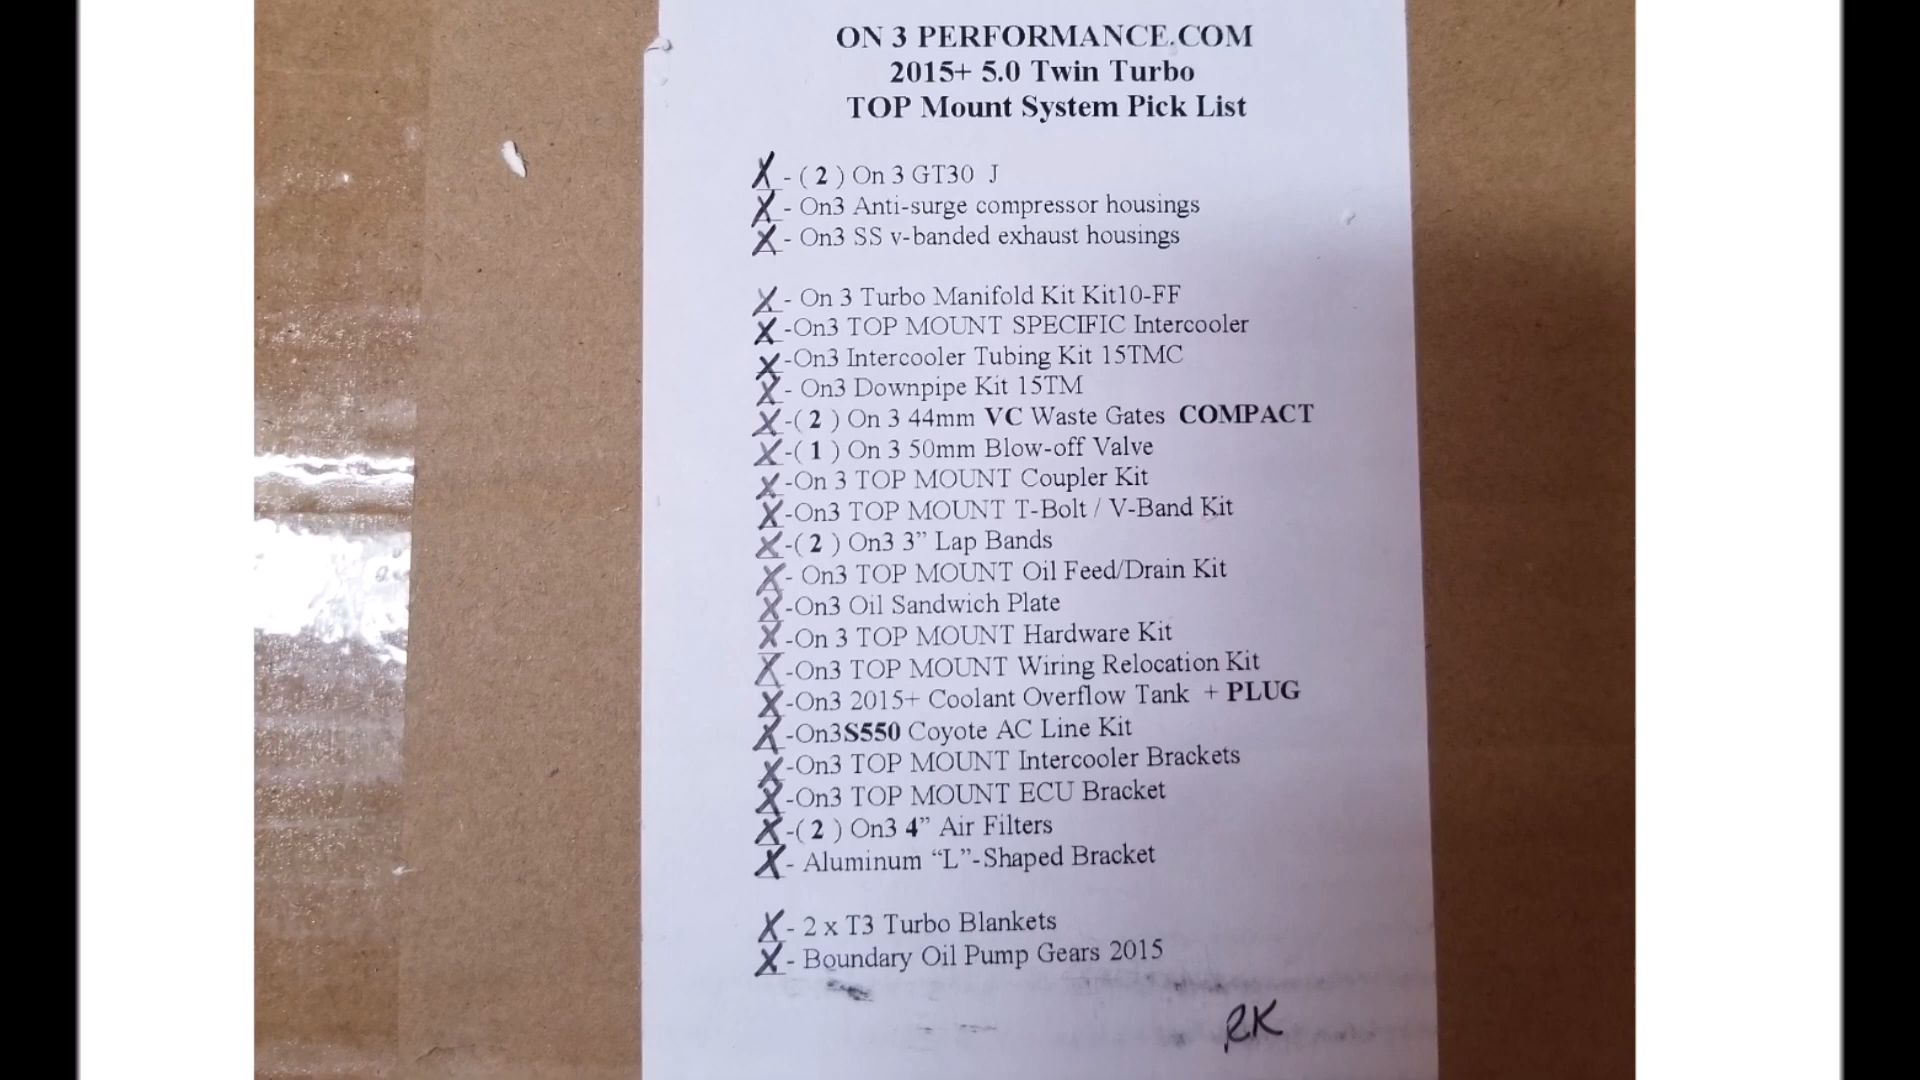 ON 3 PERFORMANCE.COM
2015+ 5.0 Twin Turbo
TOP Mount System Pick List
X - ( 2 ) On 3 GT30 J
X - On3 Anti-surge compressor housings
X - On3 SS v-banded exhaust housings
X - On 3 Turbo Manifold Kit Kit10-FF
X -On3 TOP MOUNT SPECIFIC Intercooler
X -On3 Intercooler Tubing Kit 15TMC
X - On3 Downpipe Kit 15TM
X -( 2 ) On 3 44mm VC Waste Gates COMPACT
X -( 1 ) On 3 50mm Blow-off Valve
X -On 3 TOP MOUNT Coupler Kit
X -On3 TOP MOUNT T-Bolt / V-Band Kit
X -( 2 ) On3 3” Lap Bands
X - On3 TOP MOUNT Oil Feed/Drain Kit
X -On3 Oil Sandwich Plate
X -On 3 TOP MOUNT Hardware Kit
X -On3 TOP MOUNT Wiring Relocation Kit
X -On3 2015+ Coolant Overflow Tank + PLUG
X -On3S550 Coyote AC Line Kit
X -On3 TOP MOUNT Intercooler Brackets
X -On3 TOP MOUNT ECU Bracket
X -( 2 ) On3 4” Air Filters
X - Aluminum “L”-Shaped Bracket
X - 2 x T3 Turbo Blankets
X - Boundary Oil Pump Gears 2015
RK